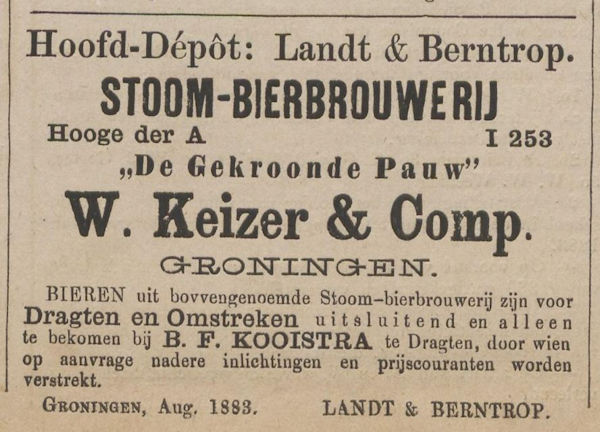 Hoofd-Dépôt: Landt & Berntrop.
STOOM-BIERBROUWERIJ
Hooge der A I 253
„De Gekroonde Pauw"
W. Keizer & Comp.
GRONINGEN.
BIEREN uit bovvengenoemde Stoom-bierbrouwerij zijn voor
Dragten en Omstreken uitsluitend en alleen
te bekomen bij B. F. KOOISTRA te Dragten, door wien
op aanvrage nadere inlichtingen en prijscouranten worden
verstrekt.
GRONINGEN, Aug. 1883. LANDT & BERNTROP.